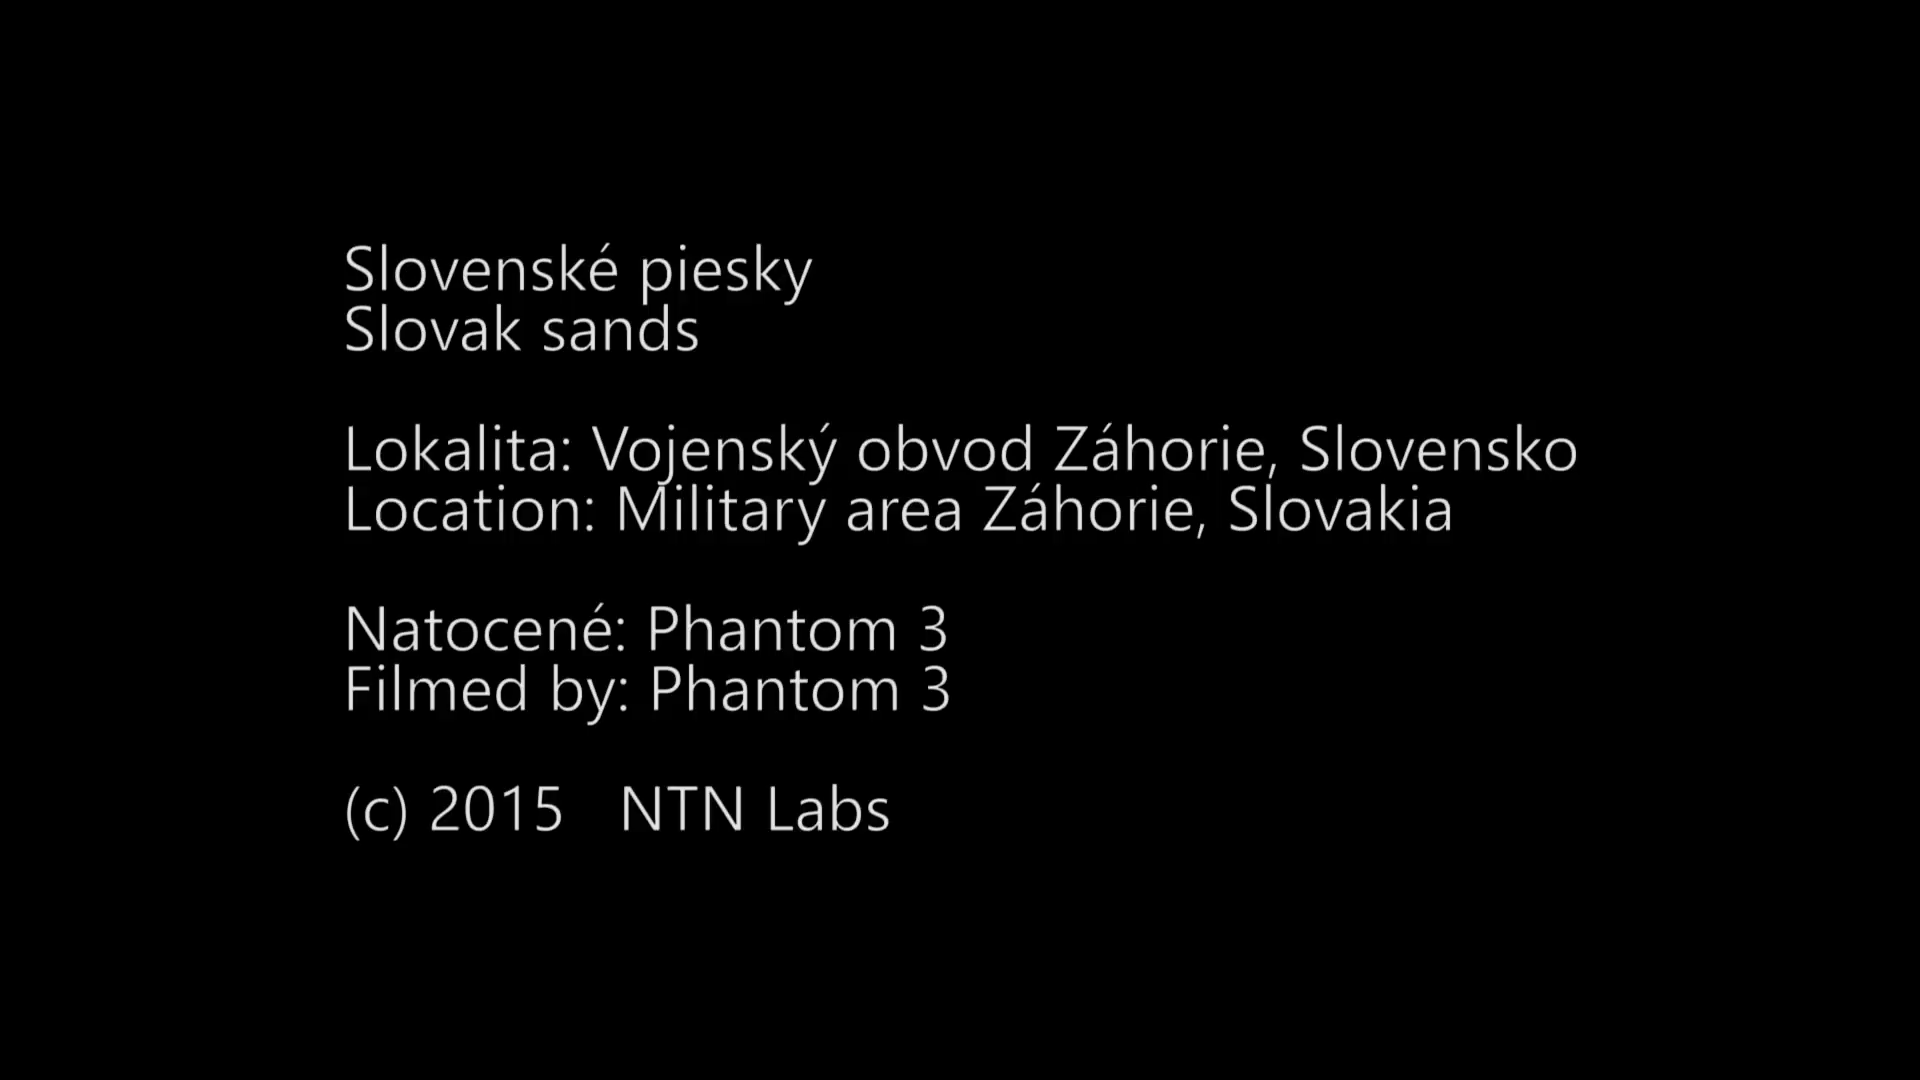 Slovenské piesky
Slovak sands
Lokalita: Vojenský obvod Záhorie, Slovensko
Location: Military area Záhorie, Slovakia
Natocené: Phantom 3
Filmed by: Phantom 3
(c) 2015   NTN Labs